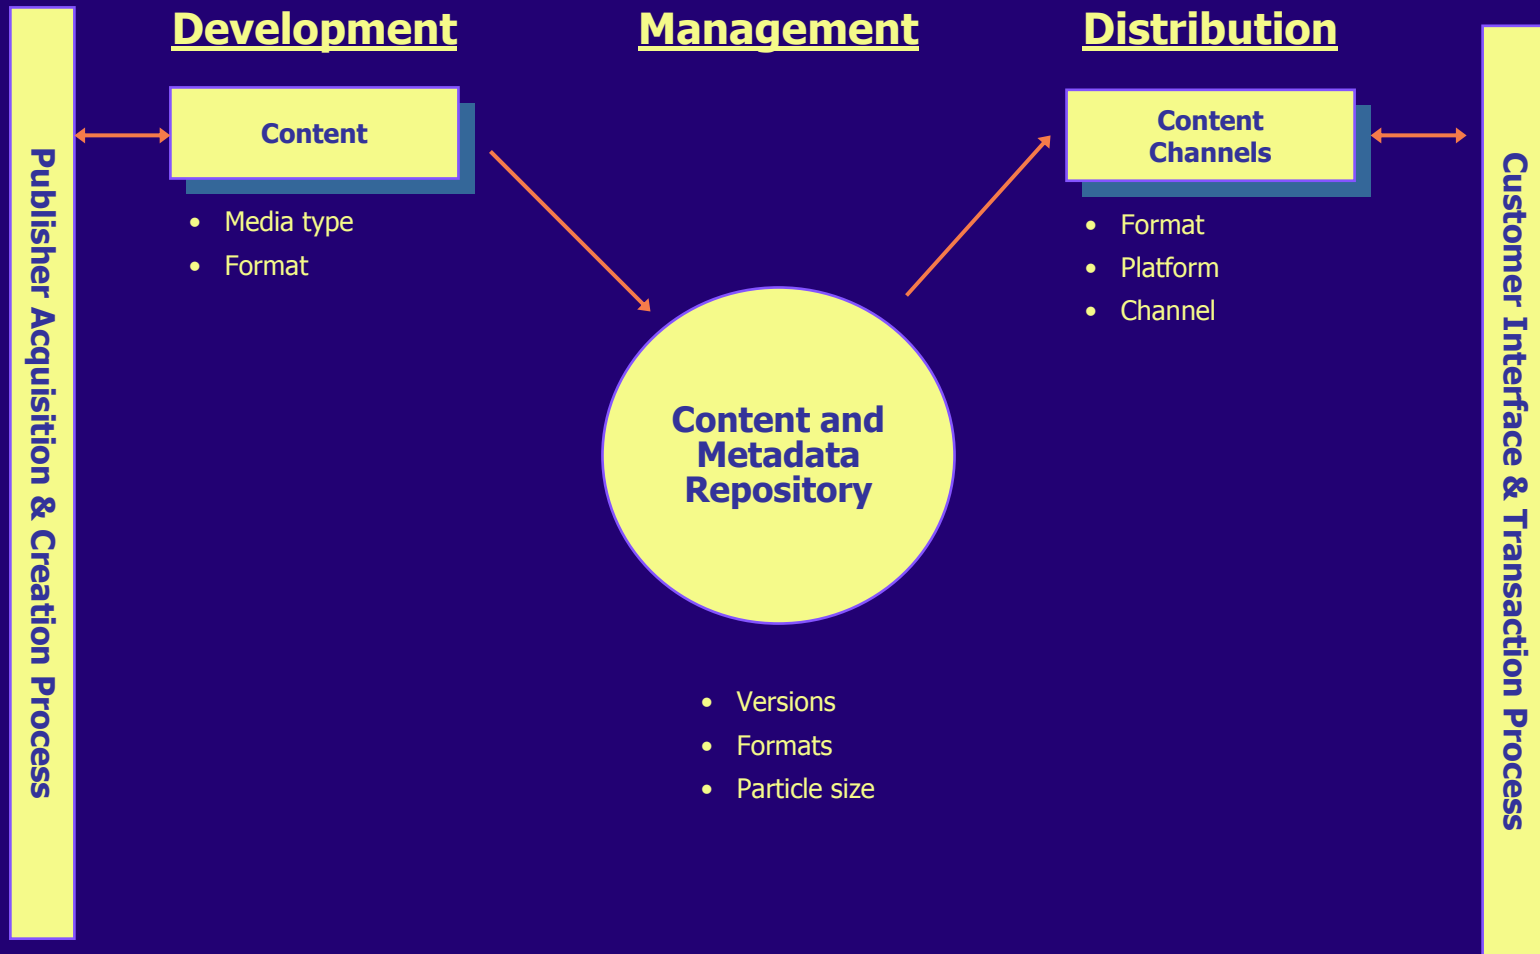 Development
Management
Distribution
Publisher Acquisition & Creation Process
Content
• Media type
• Format
Content and
Metadata
Repository
• Versions
• Formats
• Particle size
Content
Channels
• Format
• Platform
• Channel
Customer Interface & Transaction Process